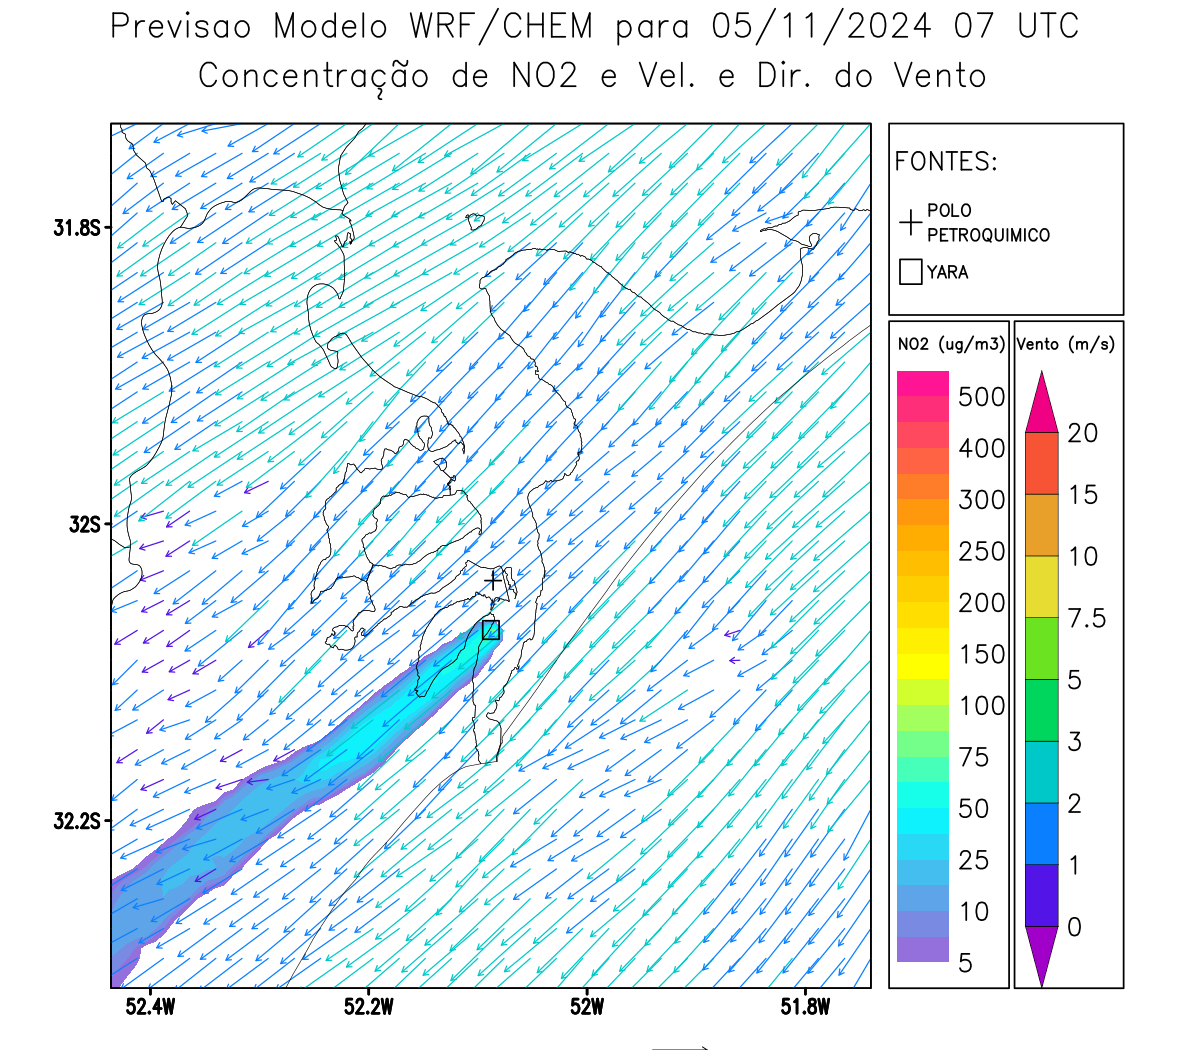 Previsao Modelo WRF/CHEM para 05/11/2024 07 UTC
Concentração de NO2 e Vel. e Dir. do Vento
FONTES:
POLO
PETROQUIMICO
YARA
NO2 (ug/m3)
500
400
300
250
200
150
100
75
50
25
10
5
Vento (m/s)
20
15
10
7.5
5
3
2
1
0
31.8S
32S
32.2S
52.4W
52.2W
52W
51.8W